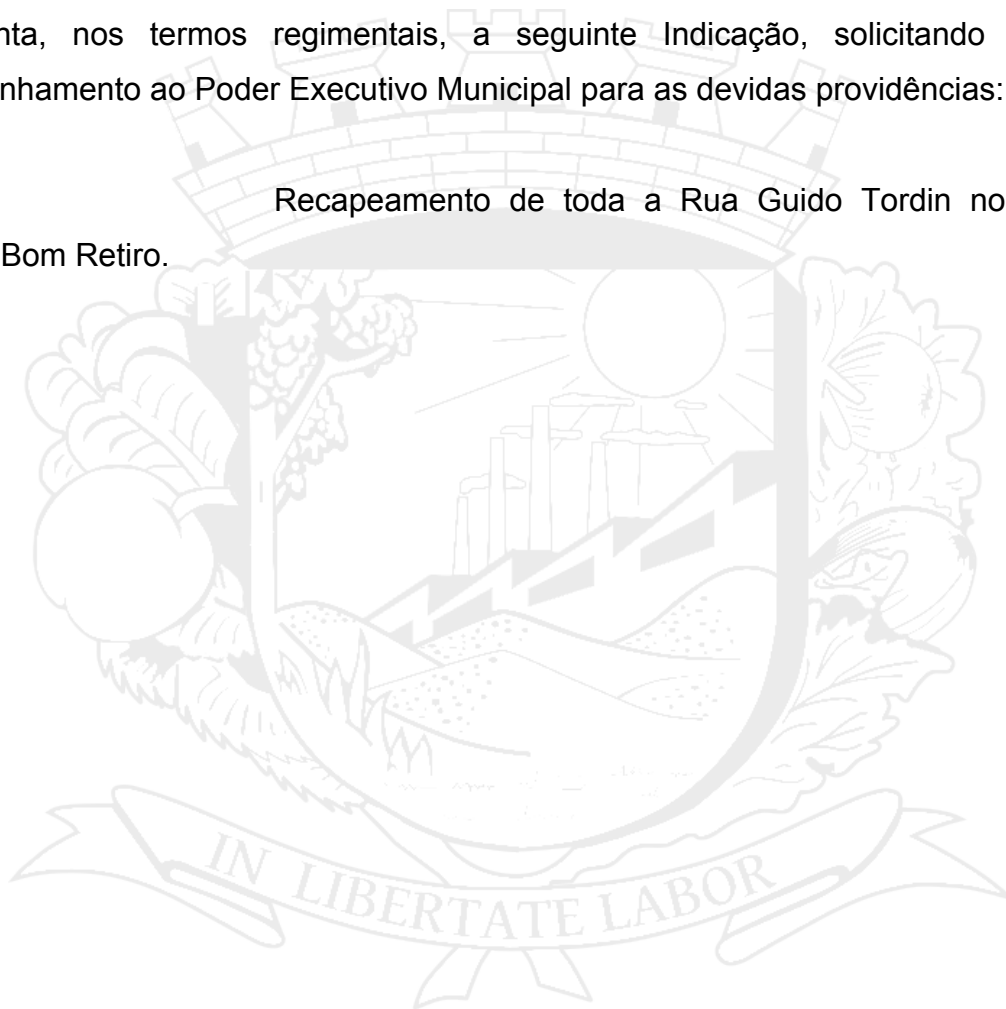 nta, nos termos regimentais, a seguinte Indicação, solicitando
nhamento ao Poder Executivo Municipal para as devidas providências:
Recapeamento de toda a Rua Guido Tordin no
Bom Retiro.
IN LIBERTATE LABOR